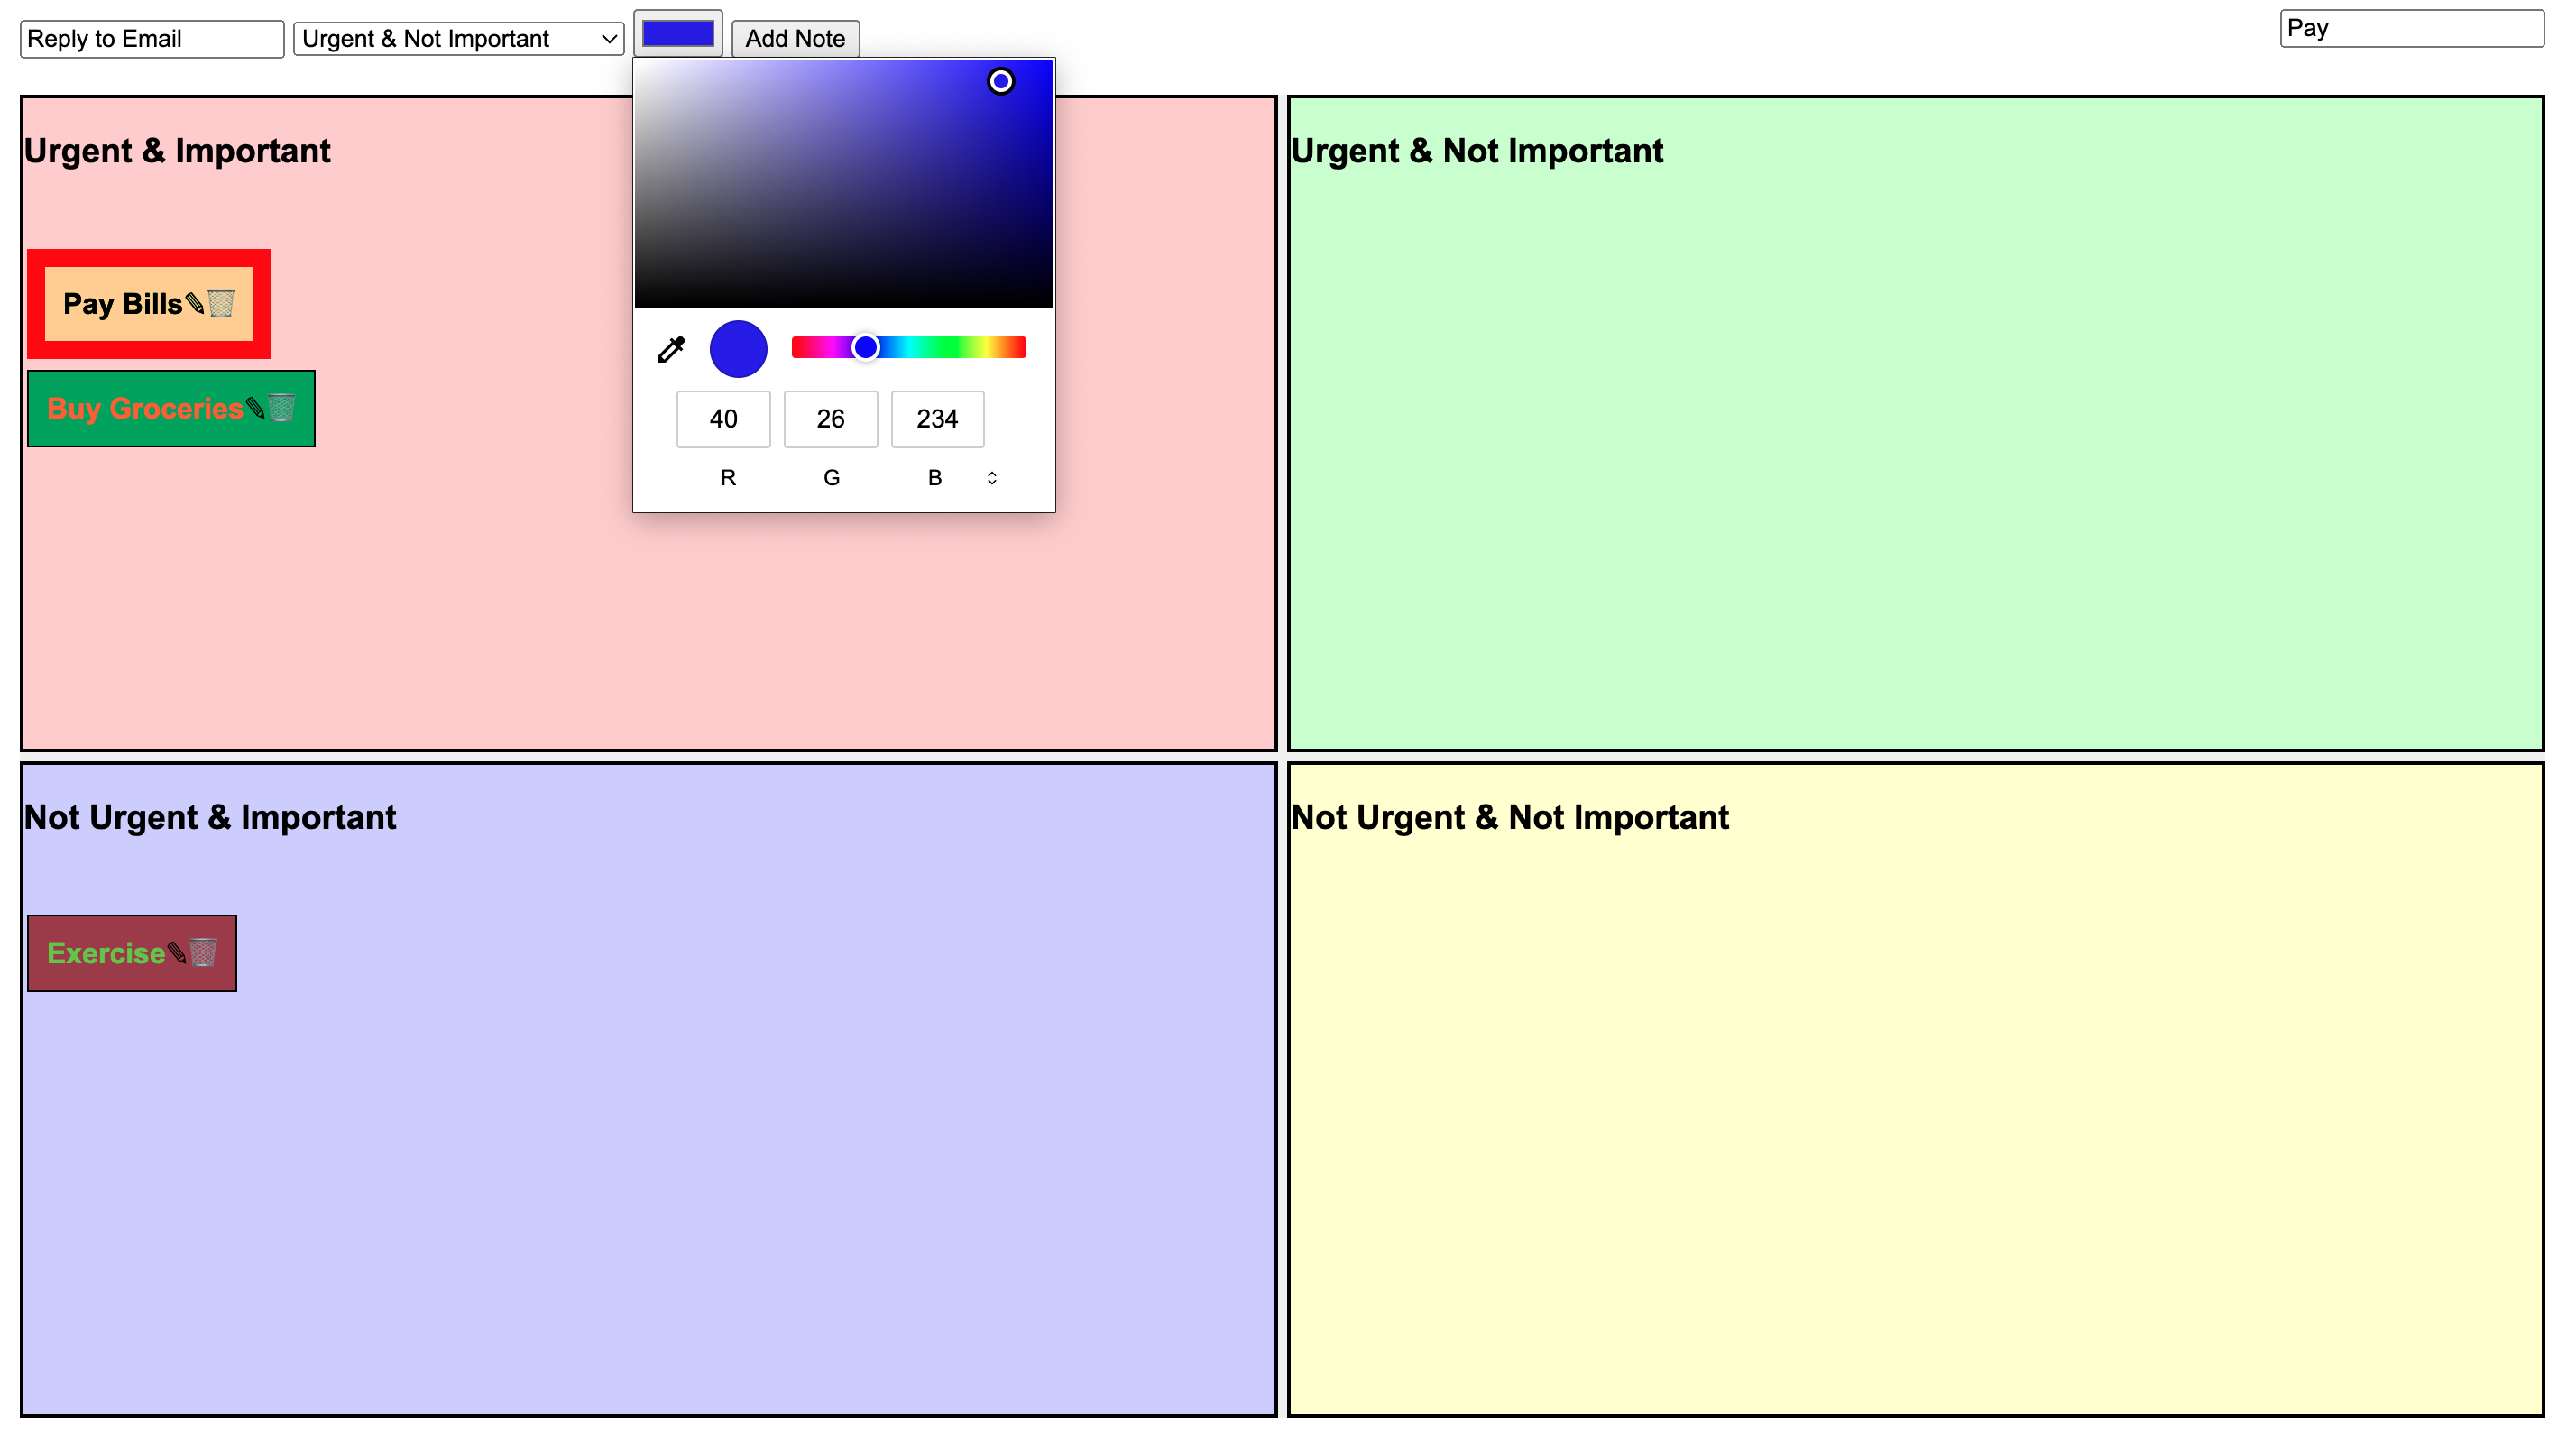 Reply to Email
Urgent & Not Important
Add Note
Pay
Urgent & Important
Urgent & Not Important
Pay Bills
Buy Groceries
40 26 234
R G B
Not Urgent & Important
Not Urgent & Not Important
Exercise